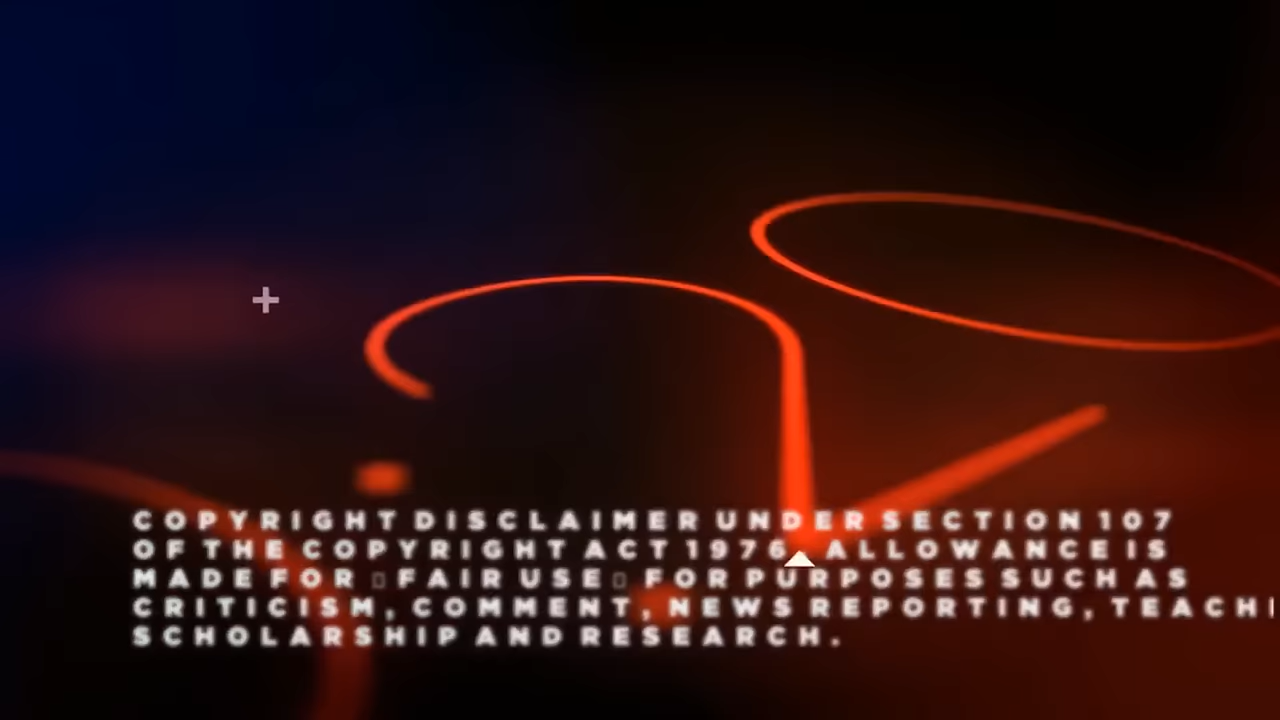 COPYRIGHT DISCLAIMER UNDER SECTION 107
OF THE COPYRIGHT ACT 1976 ALLOWANCE IS
MADE FOR FAIR USE FOR PURPOSES SUCH AS
CRITICISM, COMMENT, NEWS REPORTING,
SCHOLARSHIP AND RESEARCH.